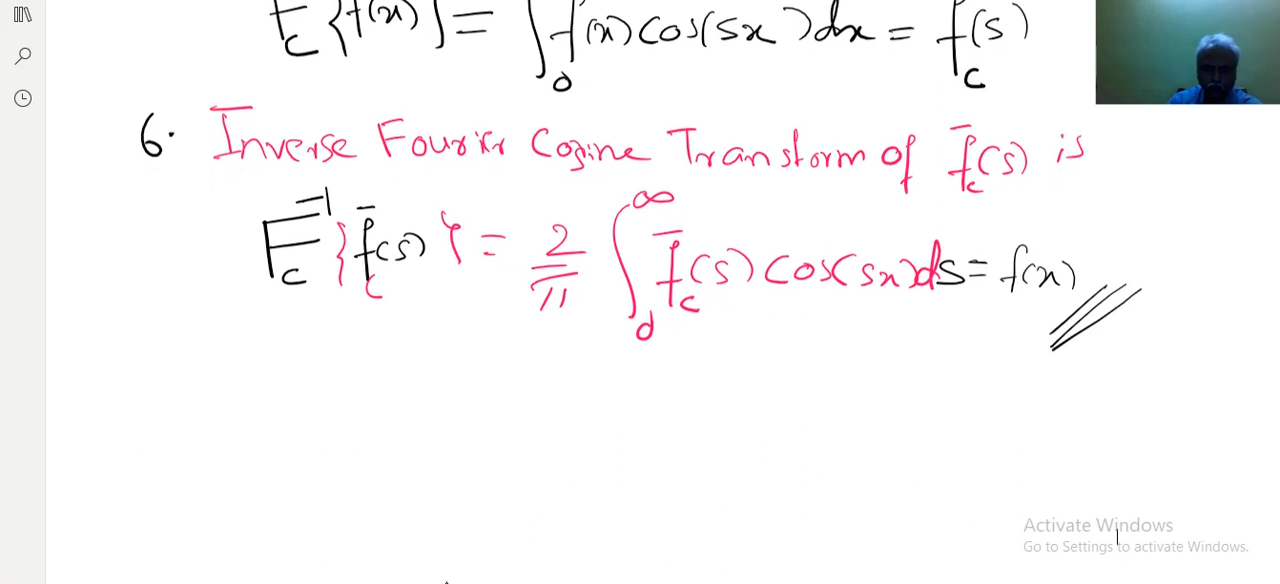 F_c {f(x)} = ∫_0 f(x) cos(sx) dx = f_c(s)
6. Inverse Fourier Cosine Transform of f̄_c(s) is
F_c^{-1} { f̄_c(s) } = 2/π ∫_0^∞ f̄_c(s) cos(sx) ds = f(x)
Activate Windows
Go to Settings to activate Windows.